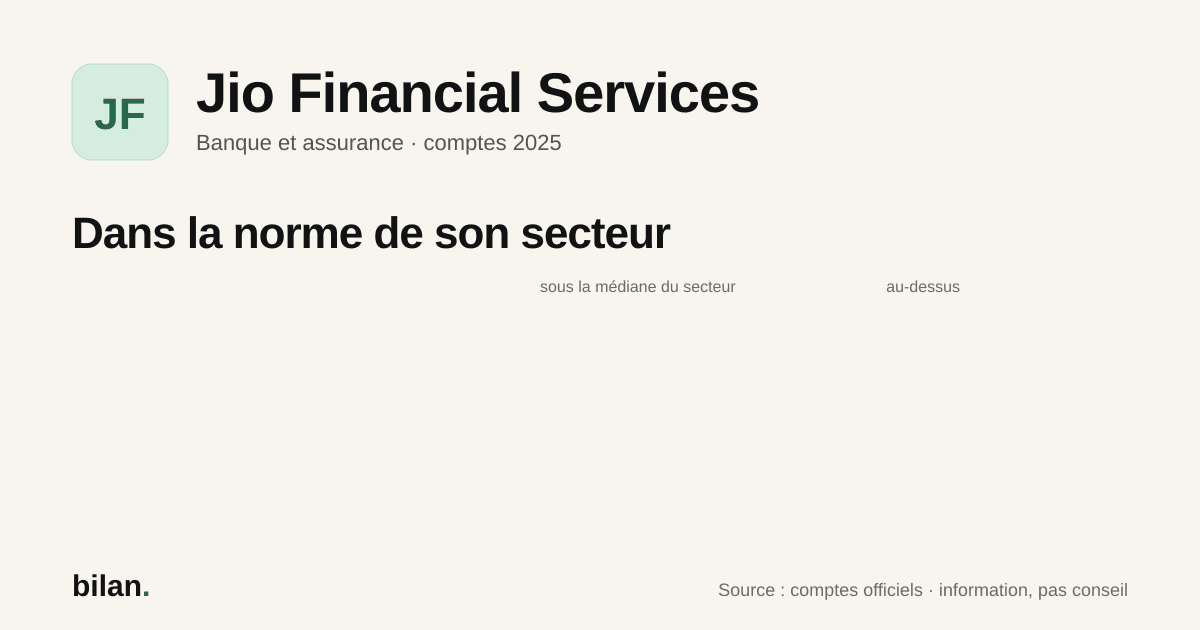 JF
Jio Financial Services
Banque et assurance · comptes 2025
Dans la norme de son secteur
sous la médiane du secteur
au-dessus
bilan.
Source : comptes officiels · information, pas conseil